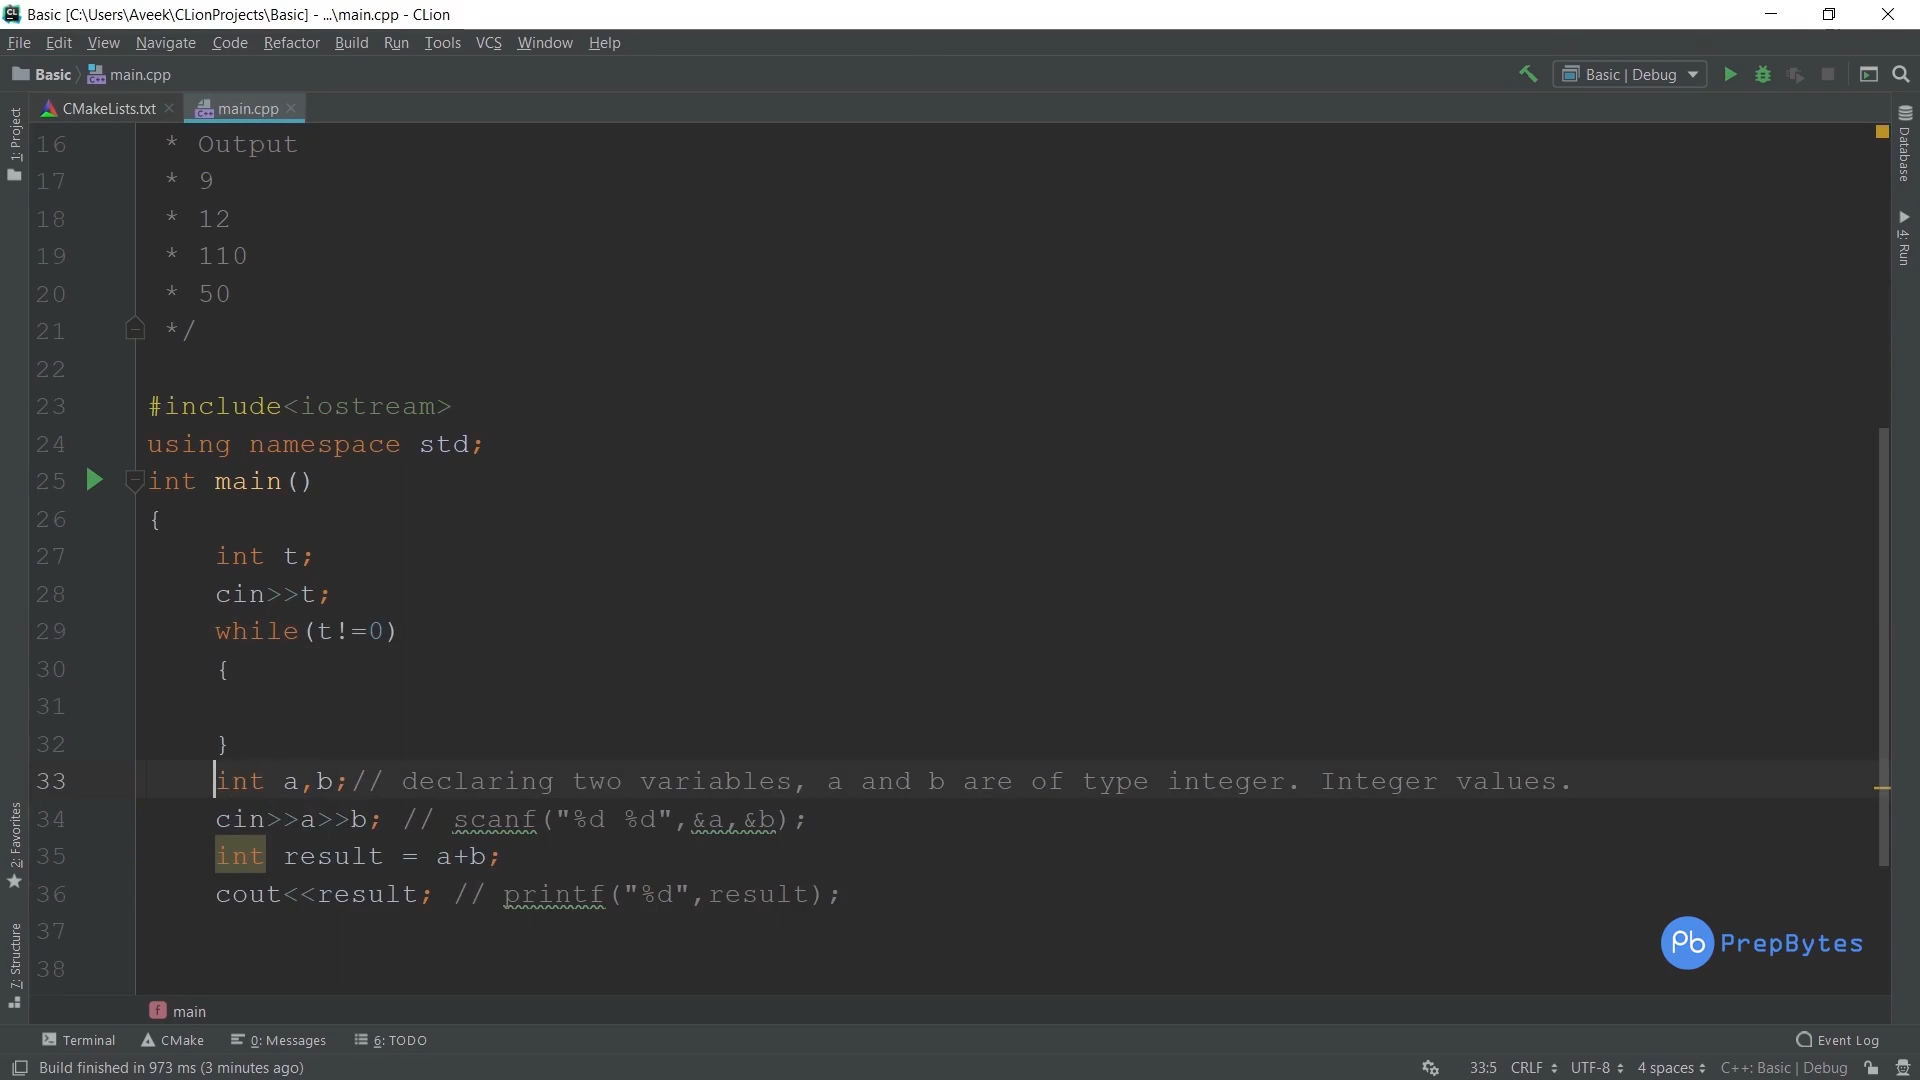 Basic [C:\Users\Aveek\CLionProjects\Basic] - ...\main.cpp - CLion
File Edit View Navigate Code Refactor Build Run Tools VCS Window Help
Basic main.cpp
Basic | Debug
CMakeLists.txt main.cpp
1: Project
Database
4: Run
2: Favorites
7: Structure
16 * Output
17 * 9
18 * 12
19 * 110
20 * 50
21 */
22
23 #include<iostream>
24 using namespace std;
25 int main()
26 {
27 int t;
28 cin>>t;
29 while(t!=0)
30 {
31
32 }
33 int a,b;// declaring two variables, a and b are of type integer. Integer values.
34 cin>>a>>b; // scanf("%d %d",&a,&b);
35 int result = a+b;
36 cout<<result; // printf("%d",result);
37
38
Pb PrepBytes
f main
Terminal CMake 0: Messages 6: TODO Event Log
Build finished in 973 ms (3 minutes ago) 33:5 CRLF UTF-8 4 spaces C++: Basic | Debug